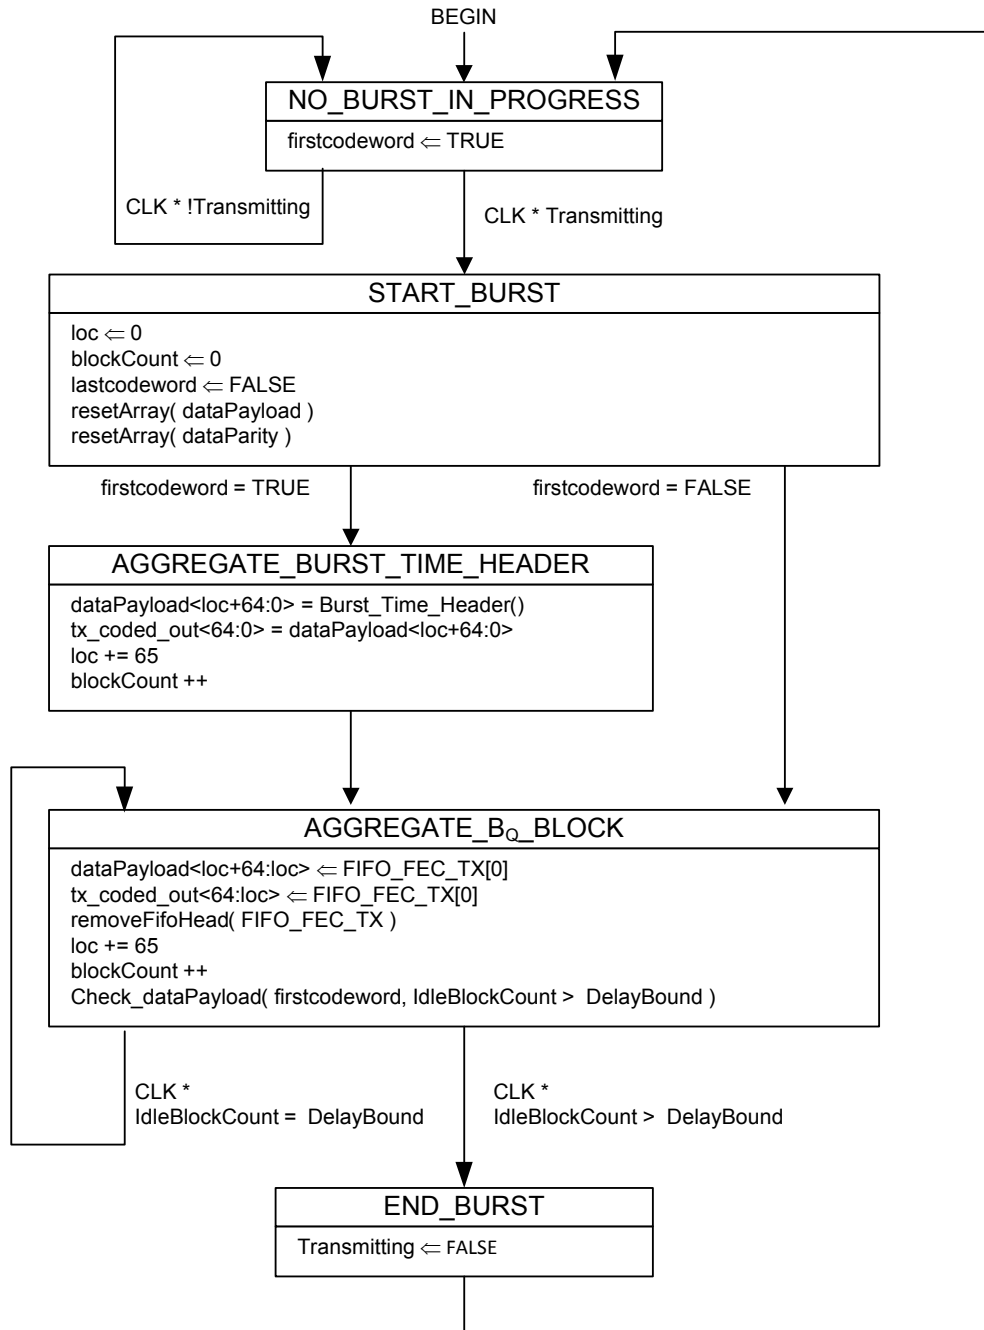 BEGIN
NO_BURST_IN_PROGRESS
firstcodeword ⇐ TRUE
CLK * !Transmitting
CLK * Transmitting
START_BURST
loc ⇐ 0
blockCount ⇐ 0
lastcodeword ⇐ FALSE
resetArray( dataPayload )
resetArray( dataParity )
firstcodeword = TRUE
firstcodeword = FALSE
AGGREGATE_BURST_TIME_HEADER
dataPayload<loc+64:0> = Burst_Time_Header()
tx_coded_out<64:0> = dataPayload<loc+64:0>
loc += 65
blockCount ++
AGGREGATE_B_Q_BLOCK
dataPayload<loc+64:loc> ⇐ FIFO_FEC_TX[0]
tx_coded_out<64:loc> ⇐ FIFO_FEC_TX[0]
removeFifoHead( FIFO_FEC_TX )
loc += 65
blockCount ++
Check_dataPayload( firstcodeword, IdleBlockCount > DelayBound )
CLK *
IdleBlockCount = DelayBound
CLK *
IdleBlockCount > DelayBound
END_BURST
Transmitting ⇐ FALSE